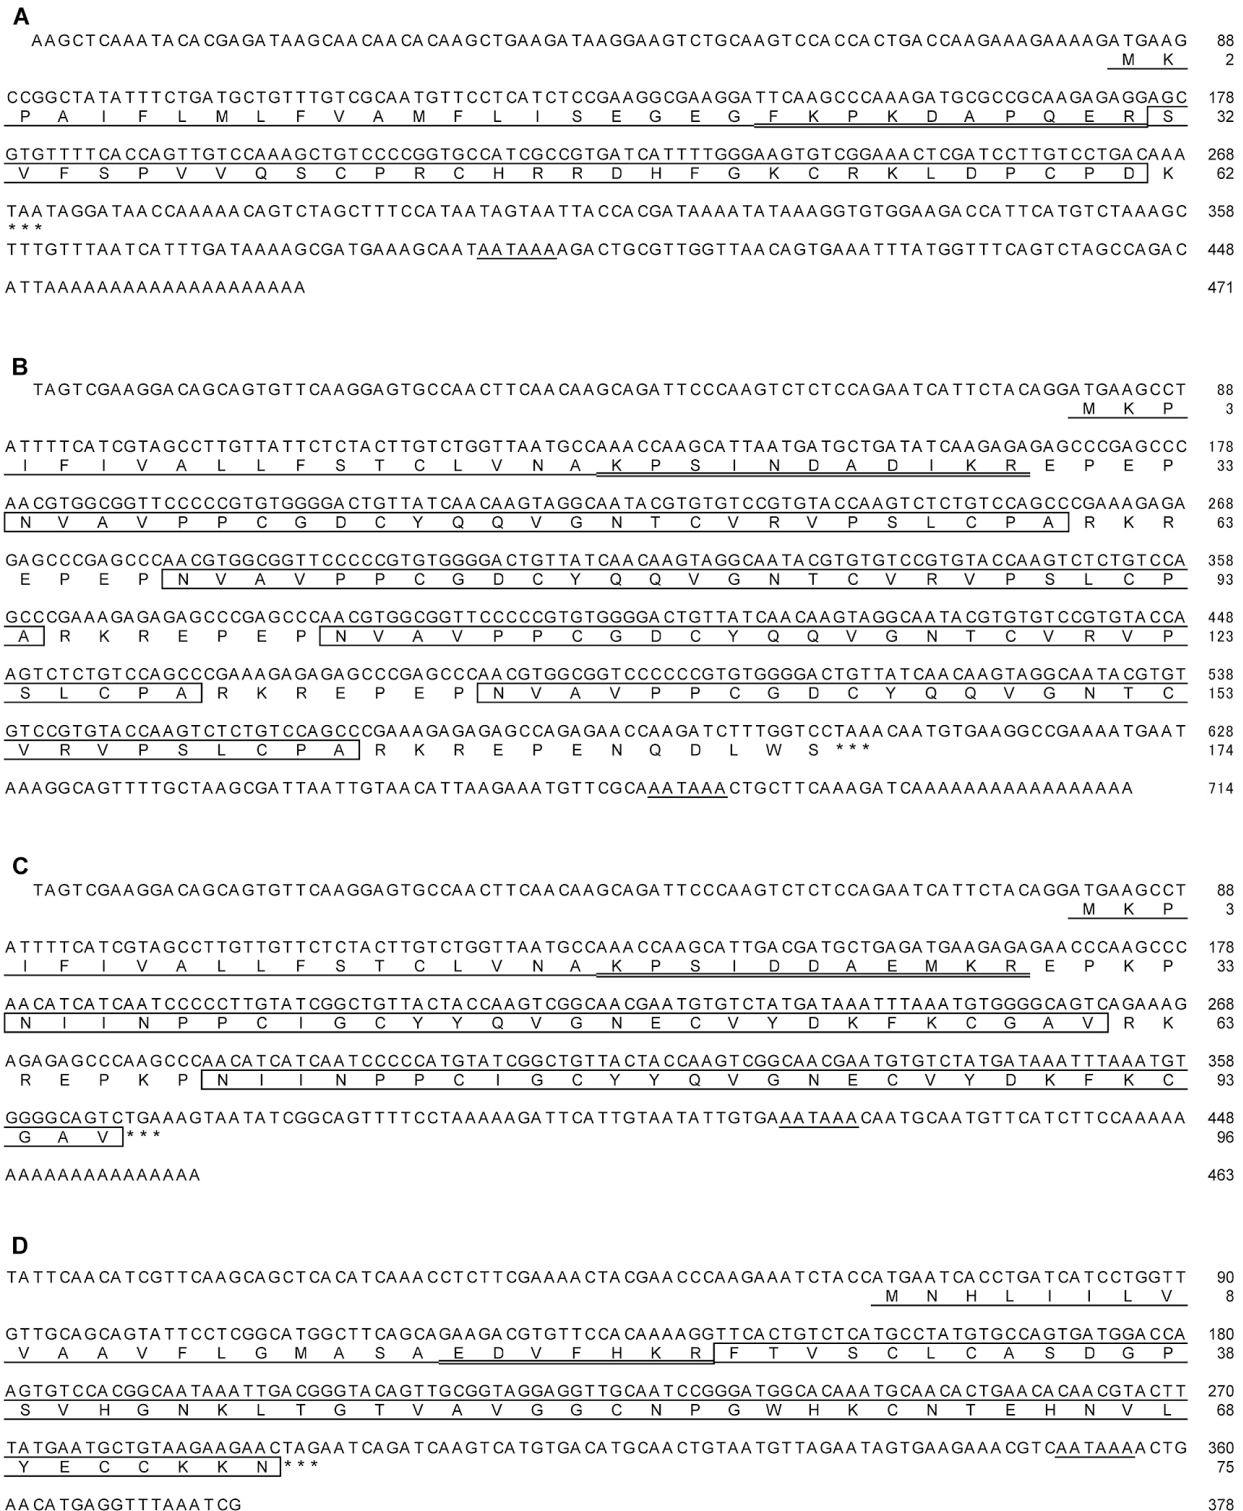 A
AAGCTCAAATACACGAGATAAGCAACAACACAAGCTGAAGATAAGGAAGTCTGCAAGTCCACCACTGACCAAGAAAGAAAAGATGAAG 88
M K 2
CCGGCTATATTTCTGATGCTGTTTGTCGCAATGTTCCTCATCTCCGAAGGCGAAGGATTCAAGCCCAAAGATGCGCCGCAAGAGAGGAGC 178
P A I F L M L F V A M F L I S E G E G F K P K D A P Q E R S 32
GTGTTTTCACCAGTTGTCCAAAGCTGTCCCCGGTGCCATCGCCGTGATCATTTTGGGAAGTGTCGGAAACTCGATCCTTGTCCTGACAAA 268
V F S P V V Q S C P R C H R R D H F G K C R K L D P C P D K 62
TAATAGGATAACCAAAAACAGTCTAGCTTTCCATAATAGTAATTACCACGATAAAATATAAAGGTGTGGAAGACCATTCATGTCTAAAGC 358
***
TTTGTTTAATCATTTGATAAAAGCGATGAAAGCAATAATAAAAGACTGCGTTGGTTAACAGTGAAATTTATGGTTTCAGTCTAGCCAGAC 448
ATTAAAAAAAAAAAAAAAAAAAA 471
B
TAGTCGAAGGACAGCAGTGTTCAAGGAGTGCCAACTTCAACAAGCAGATTCCCAAGTCTCTCCAGAATCATTCTACAGGATGAAGCCT 88
M K P 3
ATTTTCATCGTAGCCTTGTTATTCTCTACTTGTCTGGTTAATGCCAAACCAAGCATTAATGATGCTGATATCAAGAGAGAGCCCGAGCCC 178
I F I V A L L F S T C L V N A K P S I N D A D I K R E P E P 33
AACGTGGCGGTTCCCCCGTGTGGGGACTGTTATCAACAAGTAGGCAATACGTGTGTCCGTGTACCAAGTCTCTGTCCAGCCCGAAAGAGA 268
N V A V P P C G D C Y Q Q V G N T C V R V P S L C P A R K R 63
GAGCCCGAGCCCAACGTGGCGGTTCCCCCGTGTGGGGACTGTTATCAACAAGTAGGCAATACGTGTGTCCGTGTACCAAGTCTCTGTCCA 358
E P E P N V A V P P C G D C Y Q Q V G N T C V R V P S L C P 93
GCCCGAAAGAGAGAGCCCGAGCCCAACGTGGCGGTTCCCCCGTGTGGGGACTGTTATCAACAAGTAGGCAATACGTGTGTCCGTGTACCA 448
A R K R E P E P N V A V P P C G D C Y Q Q V G N T C V R V P 123
AGTCTCTGTCCAGCCCGAAAGAGAGAGCCCGAGCCCAACGTGGCGGTCCCCCCGTGTGGGGACTGTTATCAACAAGTAGGCAATACGTGT 538
S L C P A R K R E P E P N V A V P P C G D C Y Q Q V G N T C 153
GTCCGTGTACCAAGTCTCTGTCCAGCCCGAAAGAGAGAGCCAGAGAACCAAGATCTTTGGTCCTAAACAATGTGAAGGCCGAAAATGAAT 628
V R V P S L C P A R K R E P E N Q D L W S *** 174
AAAGGCAGTTTTGCTAAGCGATTAATTGTAACATTAAGAAATGTTCGCAAATAAACTGCTTCAAAGATCAAAAAAAAAAAAAAAAA 714
C
TAGTCGAAGGACAGCAGTGTTCAAGGAGTGCCAACTTCAACAAGCAGATTCCCAAGTCTCTCCAGAATCATTCTACAGGATGAAGCCT 88
M K P 3
ATTTTCATCGTAGCCTTGTTGTTCTCTACTTGTCTGGTTAATGCCAAACCAAGCATTGACGATGCTGAGATGAAGAGAGAACCCAAGCCC 178
I F I V A L L F S T C L V N A K P S I D D A E M K R E P K P 33
AACATCATCAATCCCCCTTGTATCGGCTGTTACTACCAAGTCGGCAACGAATGTGTCTATGATAAATTTAAATGTGGGGCAGTCAGAAAG 268
N I I N P P C I G C Y Y Q V G N E C V Y D K F K C G A V R K 63
AGAGAGCCCAAGCCCAACATCATCAATCCCCCATGTATCGGCTGTTACTACCAAGTCGGCAACGAATGTGTCTATGATAAATTTAAATGT 358
R E P K P N I I N P P C I G C Y Y Q V G N E C V Y D K F K C 93
GGGGCAGTCTGAAAGTAATATCGGCAGTTTTCCTAAAAAGATTCATTGTAATATTGTGAAATAAACAATGCAATGTTCATCTTCCAAAAA 448
G A V *** 96
AAAAAAAAAAAAAAA 463
D
TATTCAACATCGTTCAAGCAGCTCACATCAAACCTCTTCGAAAACTACGAACCCAAGAAATCTACCATGAATCACCTGATCATCCTGGTT 90
M N H L I I L V 8
GTTGCAGCAGTATTCCTCGGCATGGCTTCAGCAGAAGACGTGTTCCACAAAAGGTTCACTGTCTCATGCCTATGTGCCAGTGATGGACCA 180
V A A V F L G M A S A E D V F H K R F T V S C L C A S D G P 38
AGTGTCCACGGCAATAAATTGACGGGTACAGTTGCGGTAGGAGGTTGCAATCCGGGATGGCACAAATGCAACACTGAACACAACGTACTT 270
S V H G N K L T G T V A V G G C N P G W H K C N T E H N V L 68
TATGAATGCTGTAAGAAGAACTAGAATCAGATCAAGTCATGTGACATGCAACTGTAATGTTAGAATAGTGAAGAAACGTCAATAAAACTG 360
Y E C C K K N *** 75
AACATGAGGTTTAAATCG 378